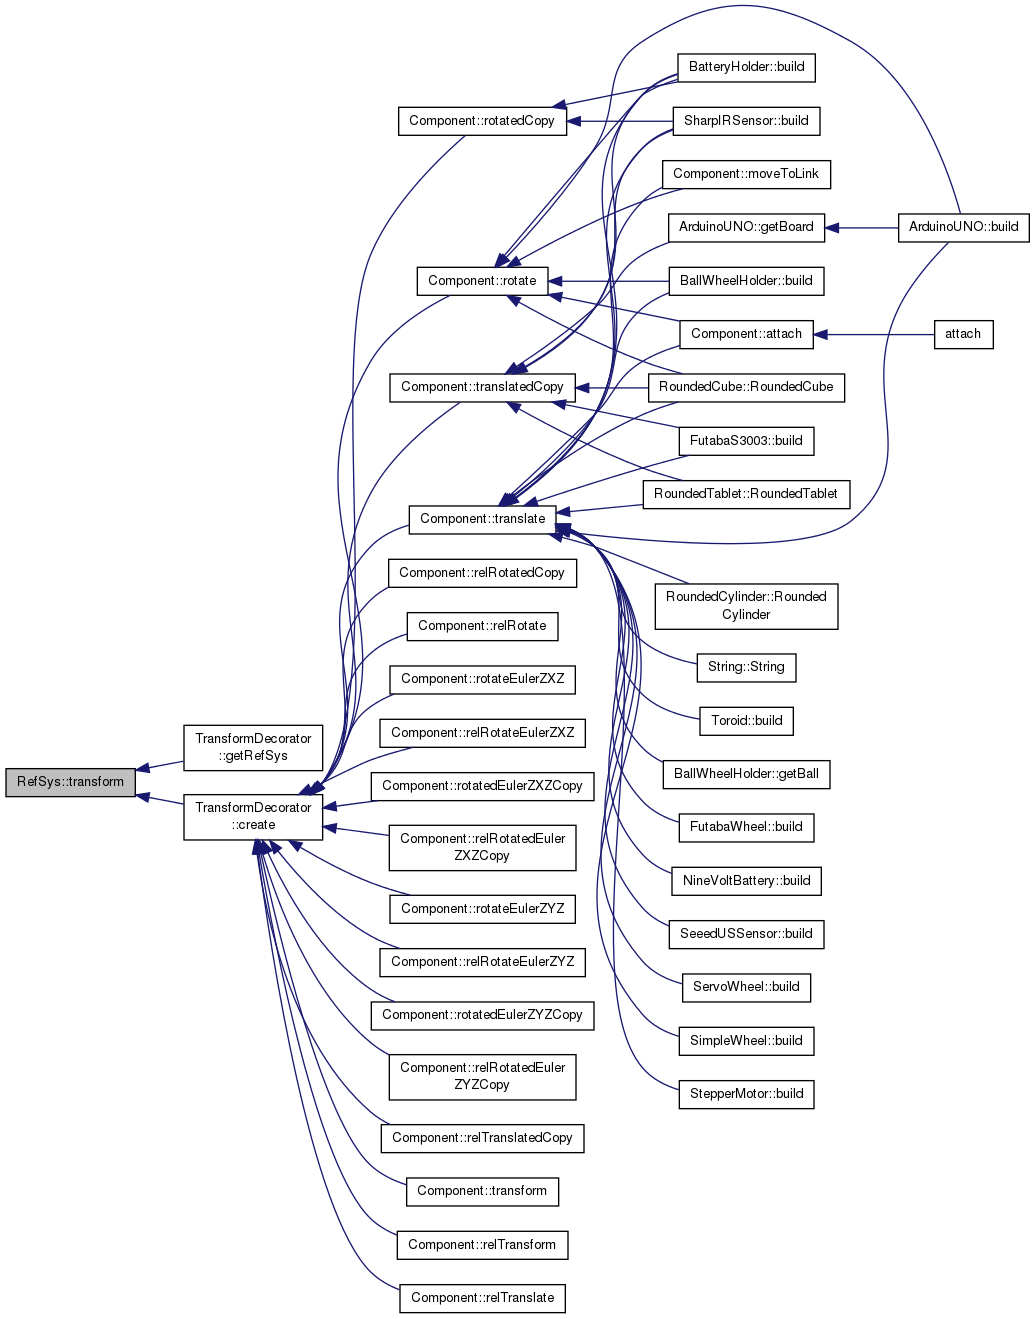 RefSys::transform
TransformDecorator
::getRefSys
TransformDecorator
::create
Component::rotatedCopy
Component::rotate
Component::translatedCopy
Component::translate
Component::relRotatedCopy
Component::relRotate
Component::rotateEulerZXZ
Component::relRotateEulerZXZ
Component::rotatedEulerZXZCopy
Component::relRotatedEuler
ZXZCopy
Component::rotateEulerZYZ
Component::relRotateEulerZYZ
Component::rotatedEulerZYZCopy
Component::relRotatedEuler
ZYZCopy
Component::relTranslatedCopy
Component::transform
Component::relTransform
Component::relTranslate
BatteryHolder::build
SharpIRSensor::build
Component::moveToLink
ArduinoUNO::getBoard
BallWheelHolder::build
Component::attach
RoundedCube::RoundedCube
FutabaS3003::build
RoundedTablet::RoundedTablet
RoundedCylinder::Rounded
Cylinder
String::String
Toroid::build
BallWheelHolder::getBall
FutabaWheel::build
NineVoltBattery::build
SeeedUSSensor::build
ServoWheel::build
SimpleWheel::build
StepperMotor::build
ArduinoUNO::build
attach